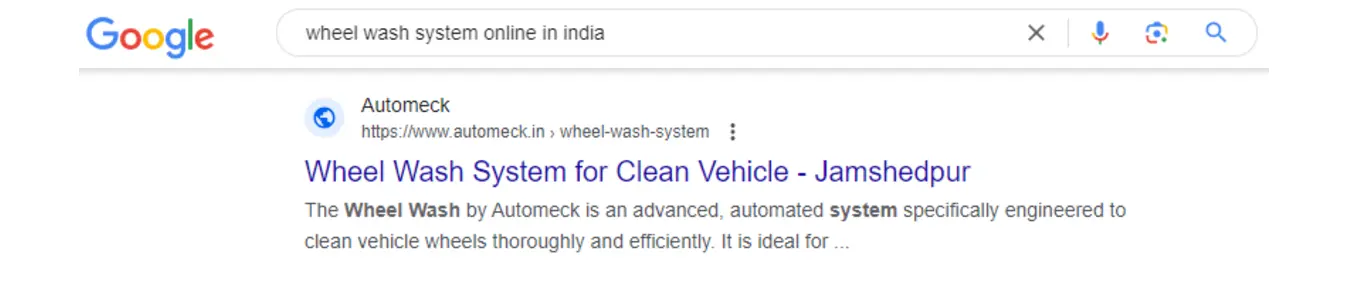 Google
wheel wash system online in india
Automeck
https://www.automeck.in › wheel-wash-system
Wheel Wash System for Clean Vehicle - Jamshedpur
The Wheel Wash by Automeck is an advanced, automated system specifically engineered to
clean vehicle wheels thoroughly and efficiently. It is ideal for ...